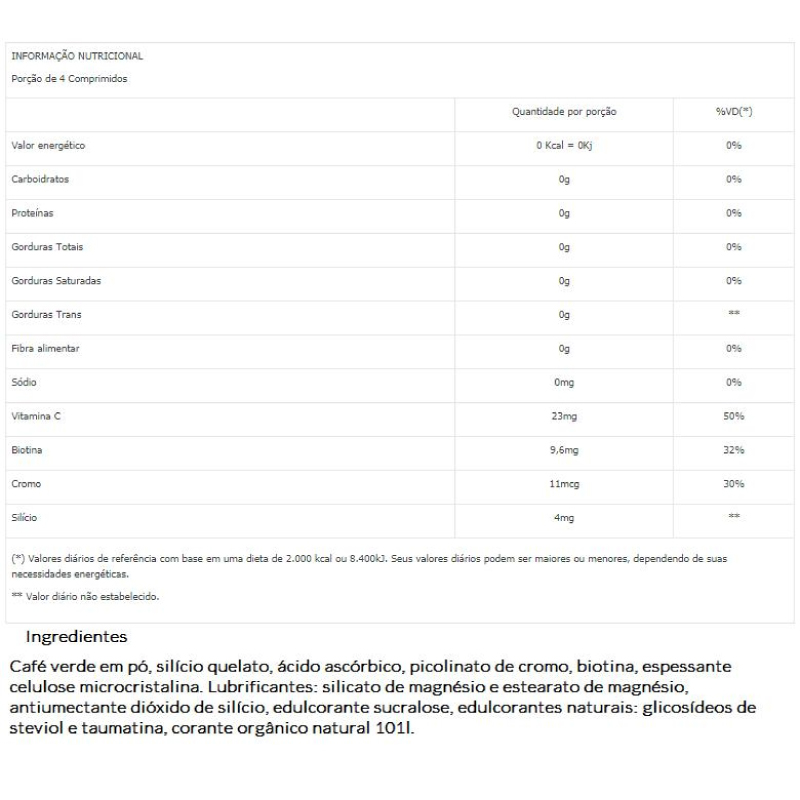 INFORMAÇÃO NUTRICIONAL
Porção de 4 Comprimidos
Quantidade por porção %VD(*)
Valor energético 0 Kcal = 0Kj 0%
Carboidratos 0g 0%
Proteínas 0g 0%
Gorduras Totais 0g 0%
Gorduras Saturadas 0g 0%
Gorduras Trans 0g **
Fibra alimentar 0g 0%
Sódio 0mg 0%
Vitamina C 23mg 50%
Biotina 9,6mg 32%
Cromo 11mcg 30%
Silício 4mg **
(*) Valores diários de referência com base em uma dieta de 2.000 kcal ou 8.400kJ. Seus valores diários podem ser maiores ou menores, dependendo de suas
necessidades energéticas.
** Valor diário não estabelecido.
Ingredientes
Café verde em pó, silício quelato, ácido ascórbico, picolinato de cromo, biotina, espessante
celulose microcristalina. Lubrificantes: silicato de magnésio e estearato de magnésio,
antiumectante dióxido de silício, edulcorante sucralose, edulcorantes naturais: glicosídeos de
steviol e taumatina, corante orgânico natural 101l.